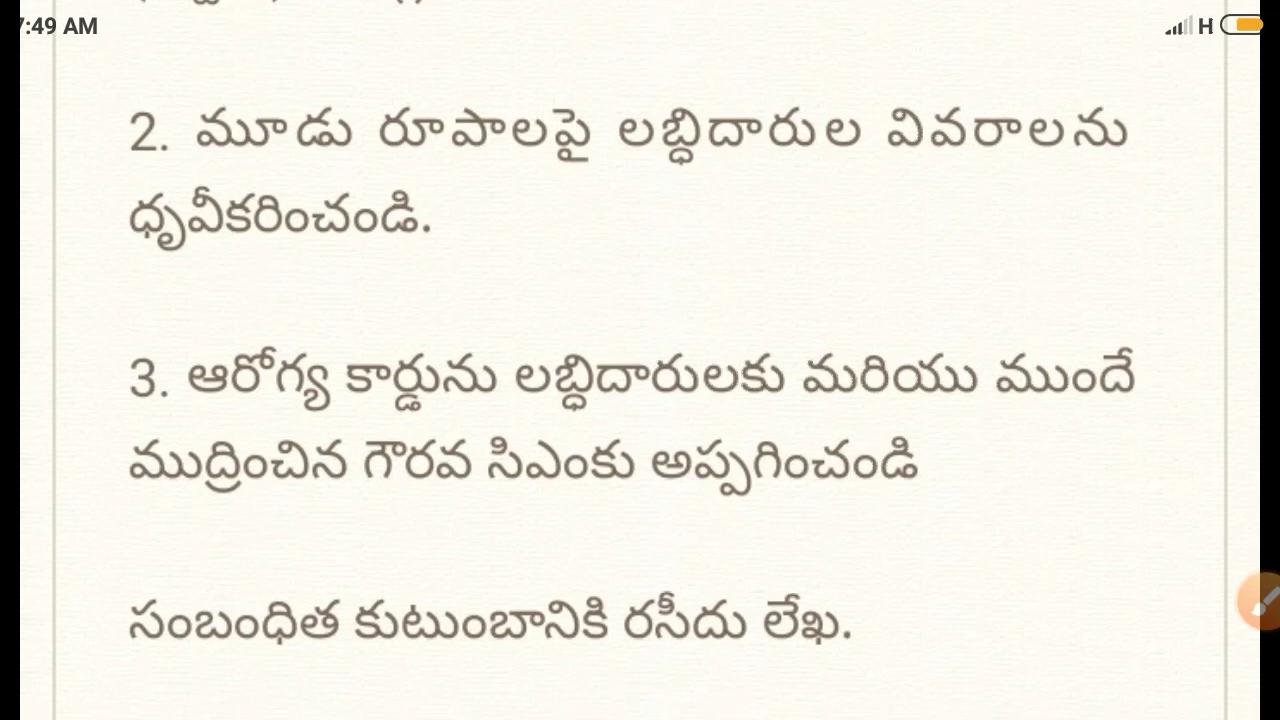 7:49 AM H
2. మూడు రూపాలపై లబ్ధిదారుల వివరాలను
ధృవీకరించండి.
3. ఆరోగ్య కార్డును లబ్ధిదారులకు మరియు ముందే
ముద్రించిన గౌరవ సిఎంకు అప్పగించండి
సంబంధిత కుటుంబానికి రసీదు లేఖ.